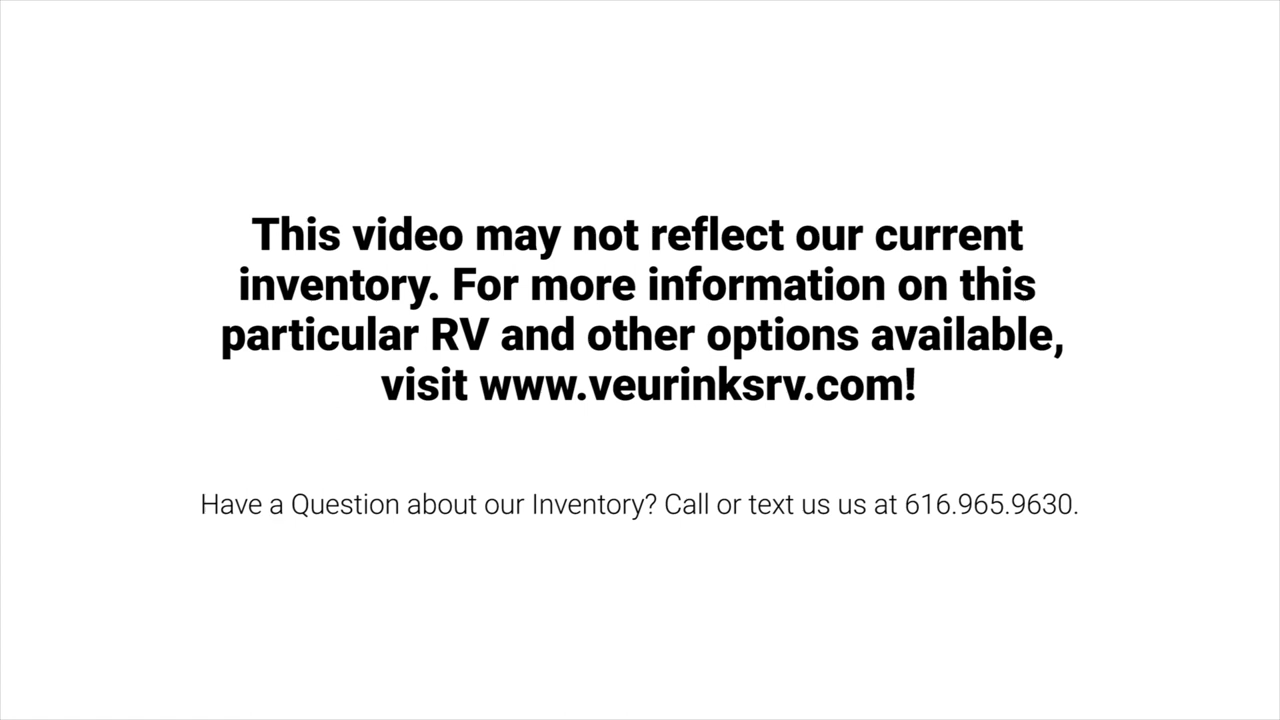 This video may not reflect our current
inventory. For more information on this
particular RV and other options available,
visit www.veurinksrv.com!
Have a Question about our Inventory? Call or text us us at 616.965.9630.